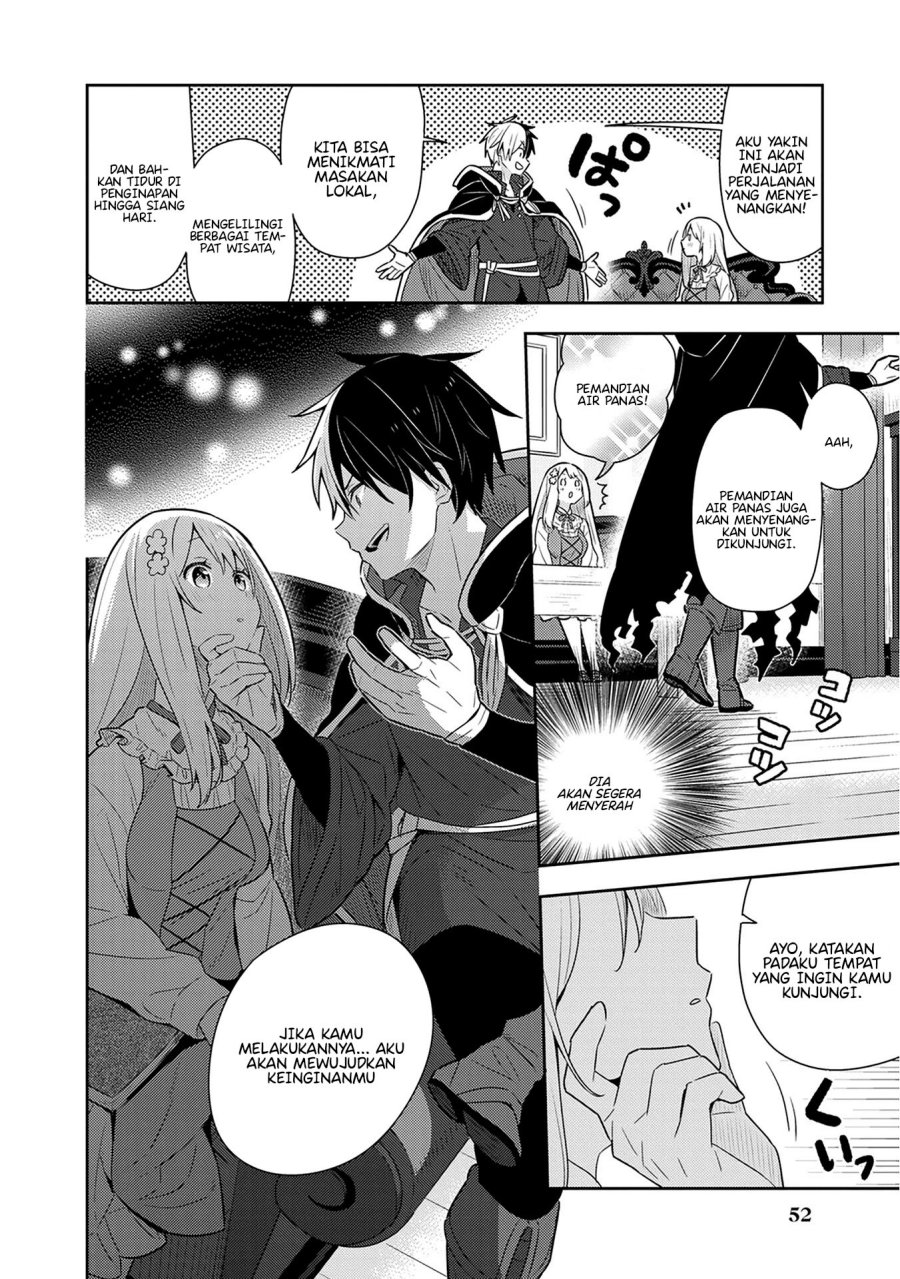 AKU YAKIN
INI AKAN
MENJADI
PERJALANAN
YANG MENYE-
NANGKAN!
ぱっ
KITA BISA
MENIKMATI
MASAKAN
LOKAL,
MENGELILINGI
BERBAGAI TEM-
PAT WISATA,
DAN BAH-
KAN TIDUR DI
PENGINAPAN
HINGGA SIANG
HARI.
AAH,
PEMANDIAN
AIR PANAS JUGA
AKAN MENYENANG-
KAN UNTUK
DIKUNJUNGI.
PEMANDIAN
AIR PANAS!
コッ
コツッ
DIA
AKAN SEGERA
MENYERAH
AYO, KATAKAN
PADAKU TEMPAT
YANG INGIN KAMU
KUNJUNGI.
くいっ
JIKA KAMU
MELAKUKANNYA... AKU
AKAN MEWUJUDKAN
KEINGINANMU
52